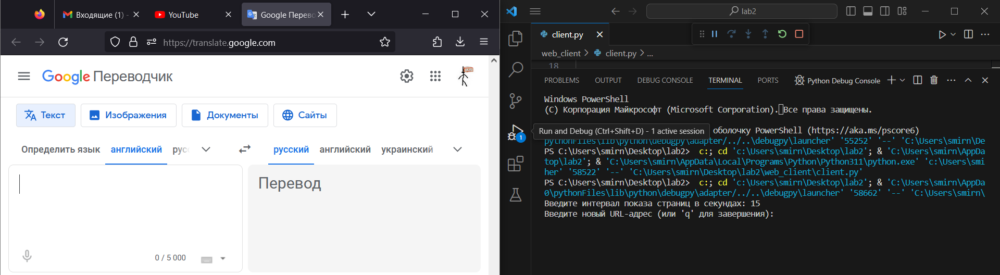 Входящие (1) -
YouTube
Google Перево
https://translate.google.com
Google Переводчик
Текст
Изображения
Документы
Сайты
Определить язык
английский
рус
русский
английский
украинский
Перевод
0 / 5 000
lab2
client.py
web_client > client.py > ...
18
PROBLEMS
OUTPUT
DEBUG CONSOLE
TERMINAL
PORTS
Python Debug Console
Windows PowerShell
(C) Корпорация Майкрософт (Microsoft Corporation). Все права защищены.
Run and Debug (Ctrl+Shift+D) - 1 active session
1
оболочку PowerShell (https://aka.ms/pscore6)
pythonFiles\lib\python\debugpy\adapter/../..\debugpy\launcher' '55252' '--' 'C:\Users\smirn\De
PS C:\Users\smirn\Desktop\lab2>  c:; cd 'c:\Users\smirn\Desktop\lab2'; & 'C:\Users\smirn\AppDa
top\lab2'; & 'C:\Users\smirn\AppData\Local\Programs\Python\Python311\python.exe' 'c:\Users\smi
her' '58522' '--' 'C:\Users\smirn\Desktop\lab2\web_client\client.py'
PS C:\Users\smirn\Desktop\lab2>  c:; cd 'c:\Users\smirn\Desktop\lab2'; & 'C:\Users\smirn\AppDa
0\pythonFiles\lib\python\debugpy\adapter/../..\debugpy\launcher' '58662' '--' 'C:\Users\smirn\
Введите интервал показа страниц в секундах: 15
Введите новый URL-адрес (или 'q' для завершения):